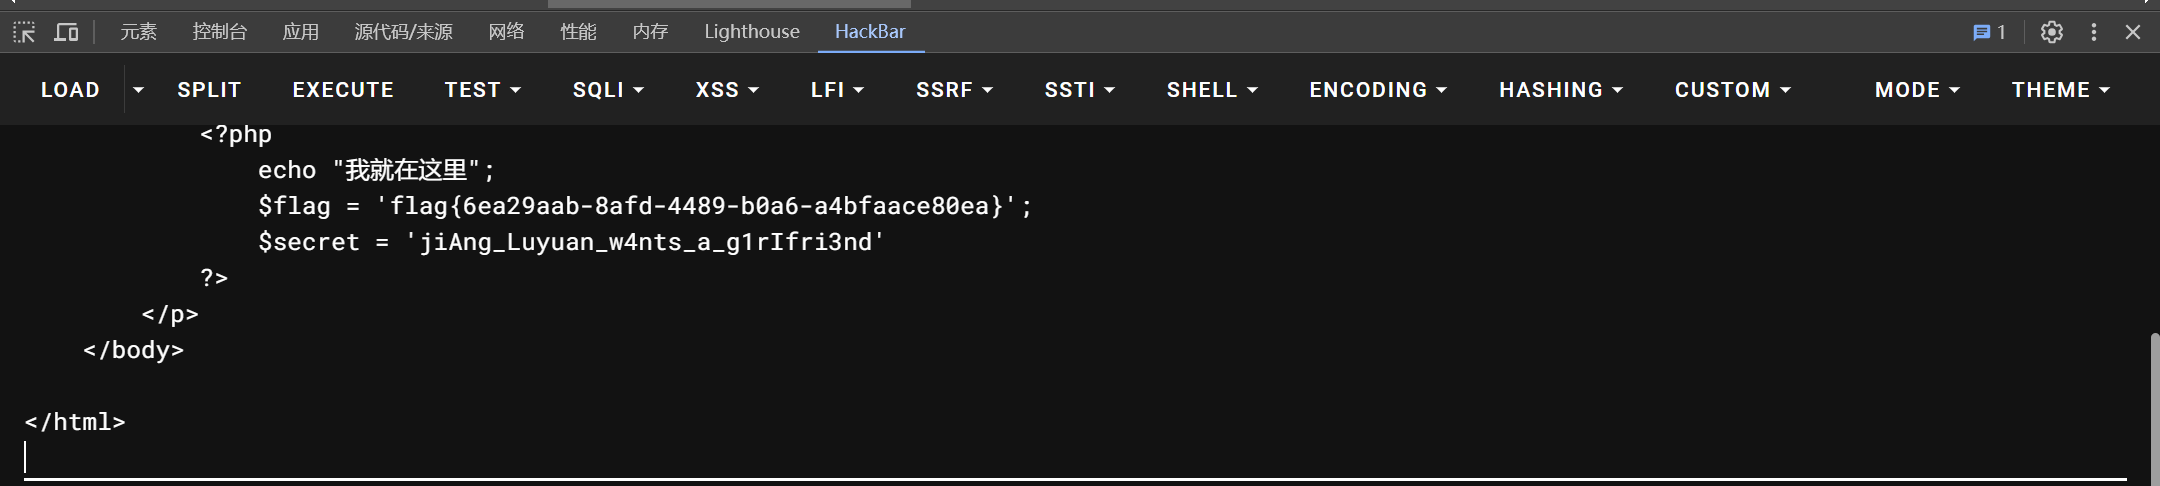 元素 控制台 应用 源代码/来源 网络 性能 内存 Lighthouse HackBar 1
LOAD SPLIT EXECUTE TEST SQLI XSS LFI SSRF SSTI SHELL ENCODING HASHING CUSTOM MODE THEME
<?php
echo "我就在这里";
$flag = 'flag{6ea29aab-8afd-4489-b0a6-a4bfaace80ea}';
$secret = 'jiAng_Luyuan_w4nts_a_g1rIfri3nd'
?>
</p>
</body>
</html>